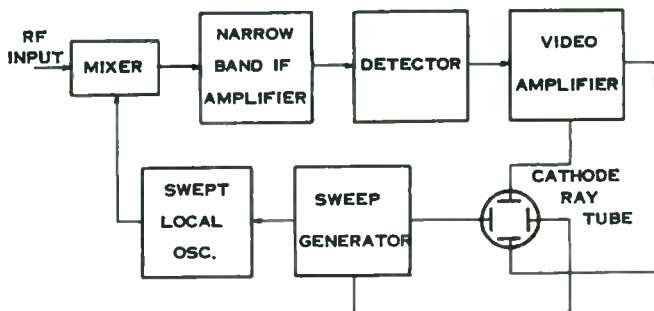 RF
INPUT
MIXER
NARROW
BAND IF
AMPLIFIER
DETECTOR
VIDEO
AMPLIFIER
SWEPT
LOCAL
OSC.
SWEEP
GENERATOR
CATHODE
RAY
TUBE